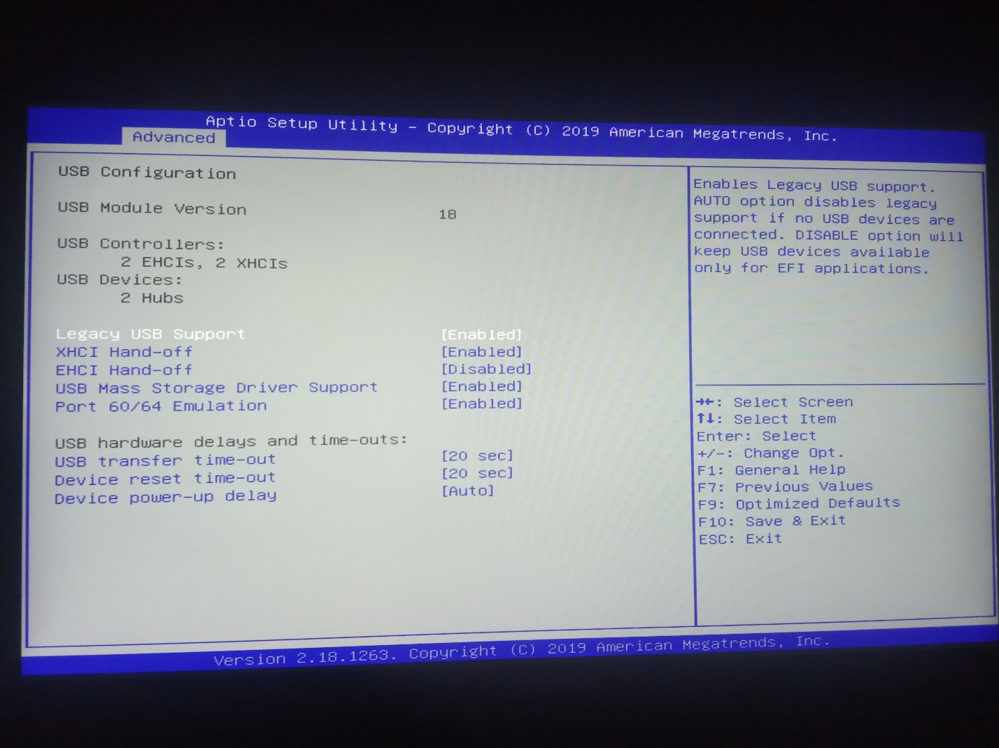 Aptio Setup Utility – Copyright (C) 2019 American Megatrends, Inc.
Advanced
USB Configuration
USB Module Version 18
USB Controllers:
2 EHCIs, 2 XHCIs
USB Devices:
2 Hubs
Legacy USB Support [Enabled]
XHCI Hand-off [Enabled]
EHCI Hand-off [Disabled]
USB Mass Storage Driver Support [Enabled]
Port 60/64 Emulation [Enabled]
USB hardware delays and time-outs:
USB transfer time-out [20 sec]
Device reset time-out [20 sec]
Device power-up delay [Auto]
Enables Legacy USB support.
AUTO option disables legacy
support if no USB devices are
connected. DISABLE option will
keep USB devices available
only for EFI applications.
→←: Select Screen
↑↓: Select Item
Enter: Select
+/-: Change Opt.
F1: General Help
F7: Previous Values
F9: Optimized Defaults
F10: Save & Exit
ESC: Exit
Version 2.18.1263. Copyright (C) 2019 American Megatrends, Inc.